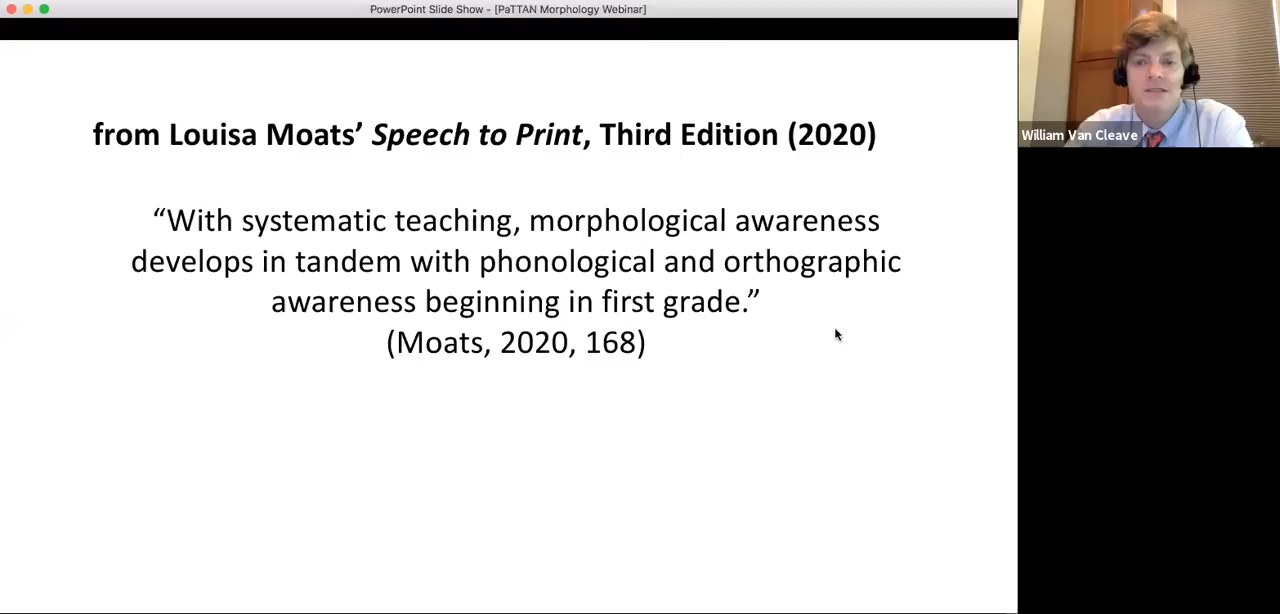 PowerPoint Slide Show - [PaTTAN Morphology Webinar]
from Louisa Moats’ Speech to Print, Third Edition (2020)
“With systematic teaching, morphological awareness
develops in tandem with phonological and orthographic
awareness beginning in first grade.”
(Moats, 2020, 168)
William Van Cleave